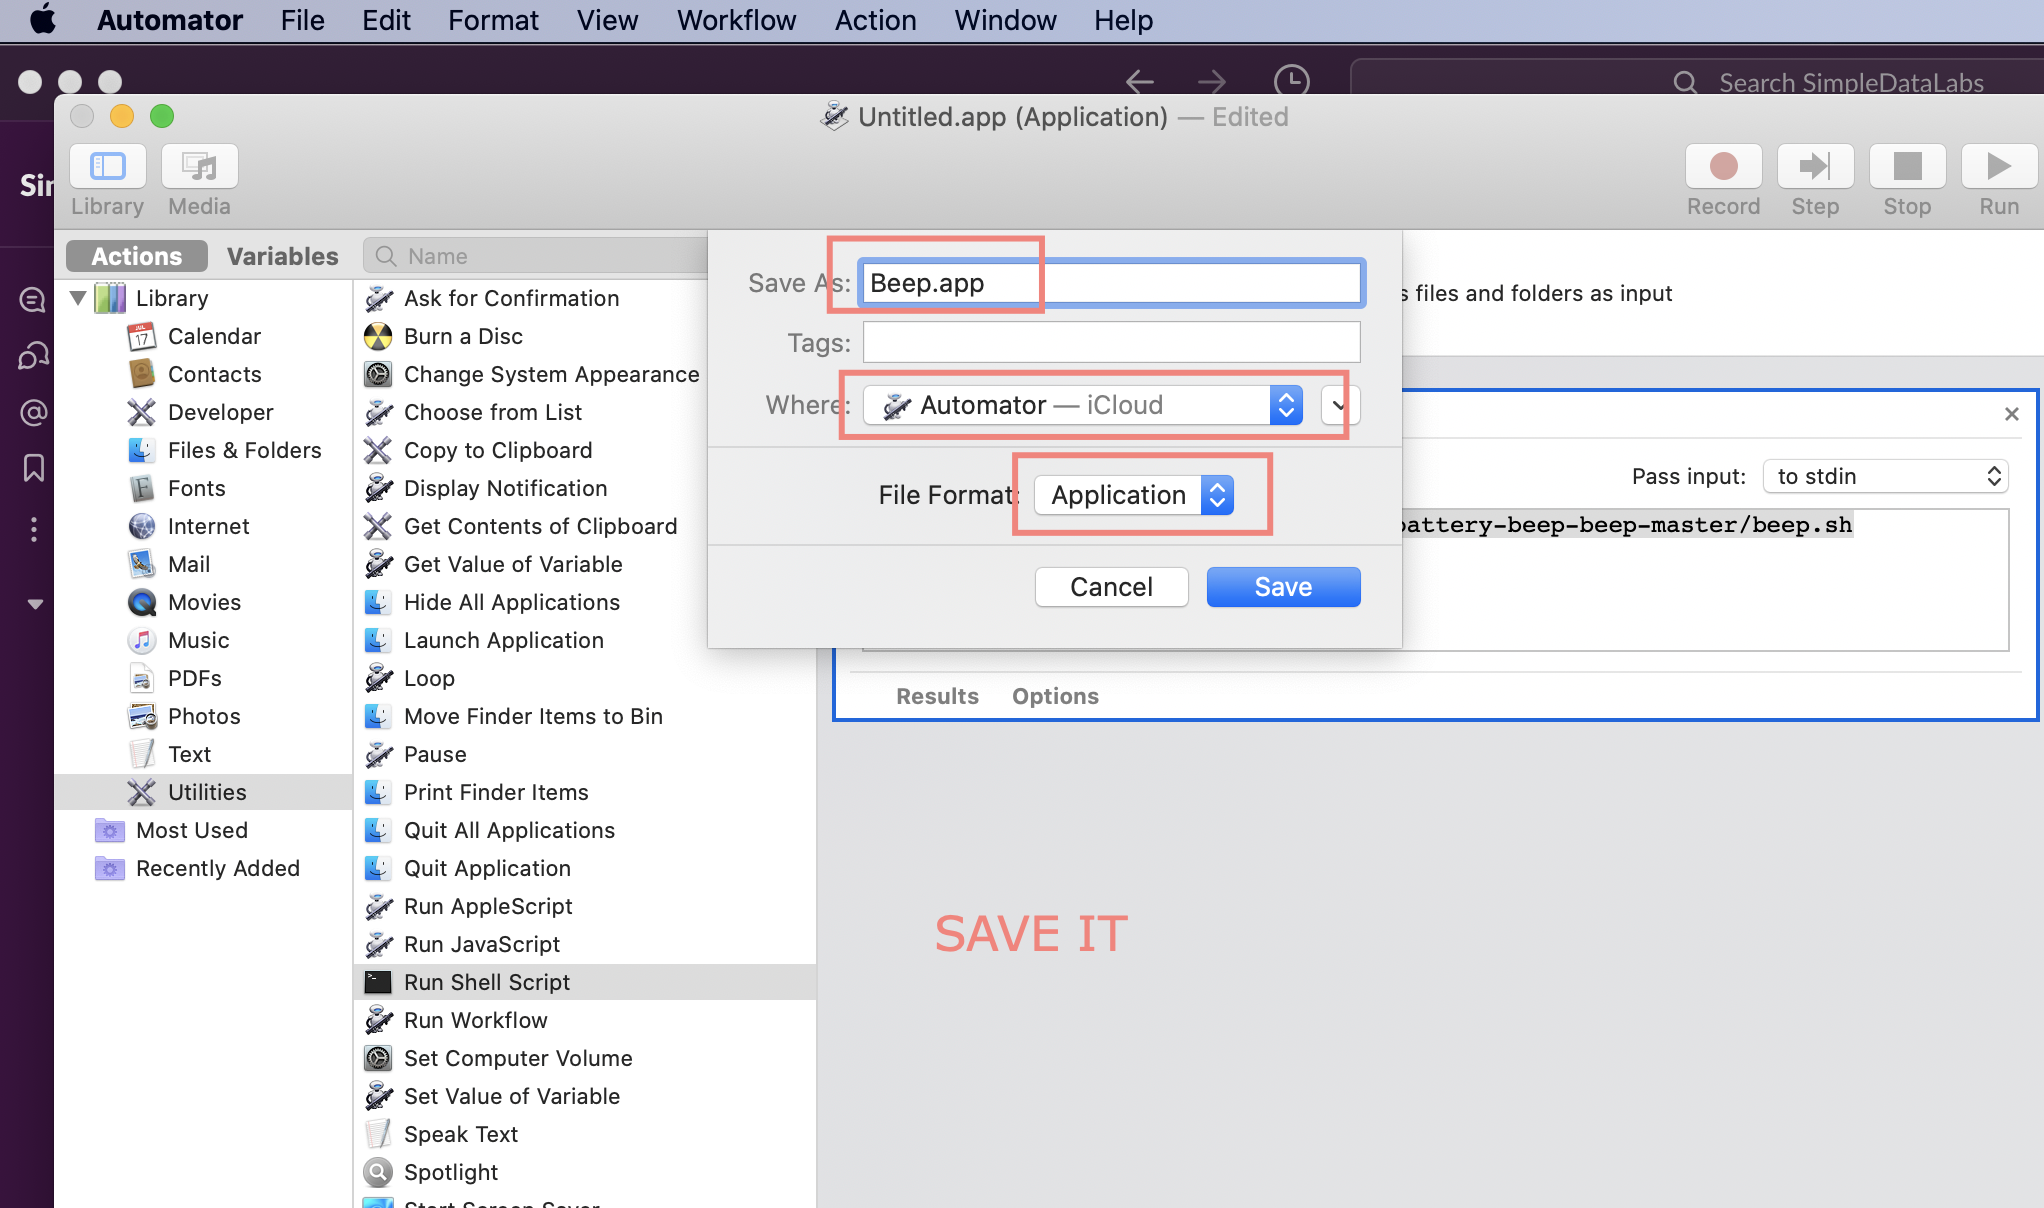 Automator File Edit Format View Workflow Action Window Help
Search SimpleDataLabs
Untitled.app (Application) — Edited
Library Media
Record Step Stop Run
Actions Variables
Name
Library
Calendar
Contacts
Developer
Files & Folders
Fonts
Internet
Mail
Movies
Music
PDFs
Photos
Text
Utilities
Most Used
Recently Added
Ask for Confirmation
Burn a Disc
Change System Appearance
Choose from List
Copy to Clipboard
Display Notification
Get Contents of Clipboard
Get Value of Variable
Hide All Applications
Launch Application
Loop
Move Finder Items to Bin
Pause
Print Finder Items
Quit All Applications
Quit Application
Run AppleScript
Run JavaScript
Run Shell Script
Run Workflow
Set Computer Volume
Set Value of Variable
Speak Text
Spotlight
Start Screen Saver
Save As: Beep.app
Tags:
Where: Automator — iCloud
File Format: Application
Cancel Save
s files and folders as input
Pass input: to stdin
battery-beep-beep-master/beep.sh
Results Options
SAVE IT